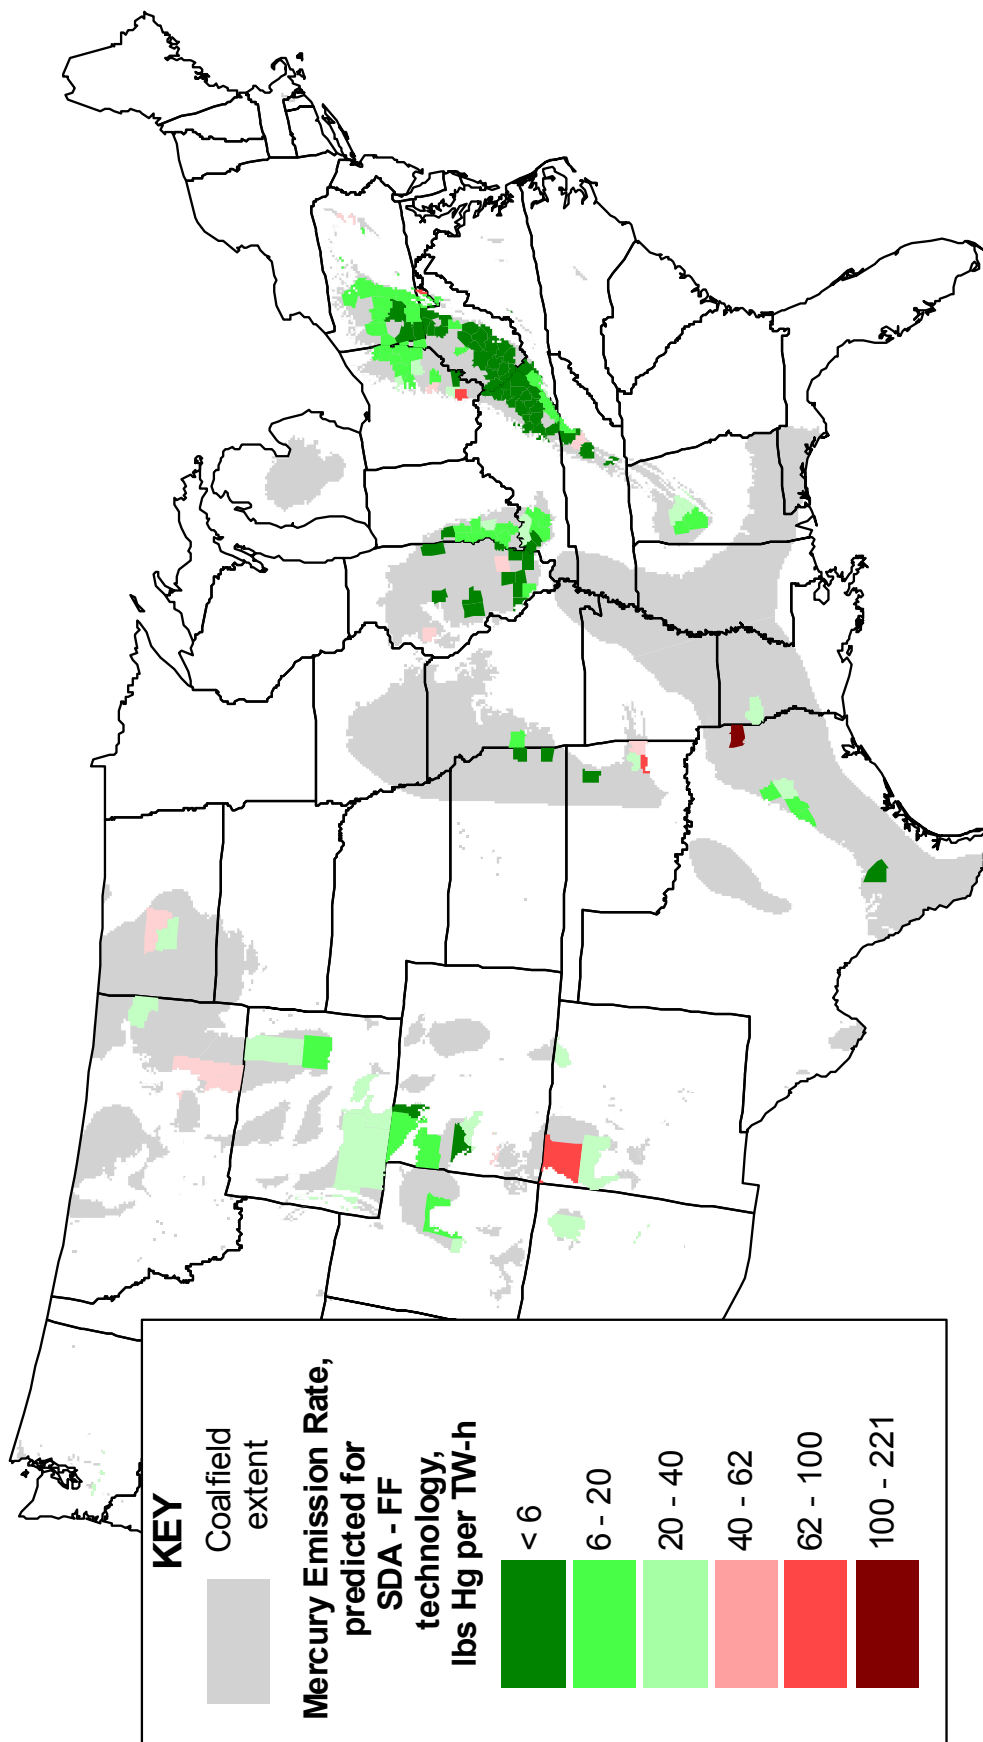 KEY
Coalfield
extent
Mercury Emission Rate,
predicted for
SDA - FF
technology,
lbs Hg per TW-h
< 6
6 - 20
20 - 40
40 - 62
62 - 100
100 - 221